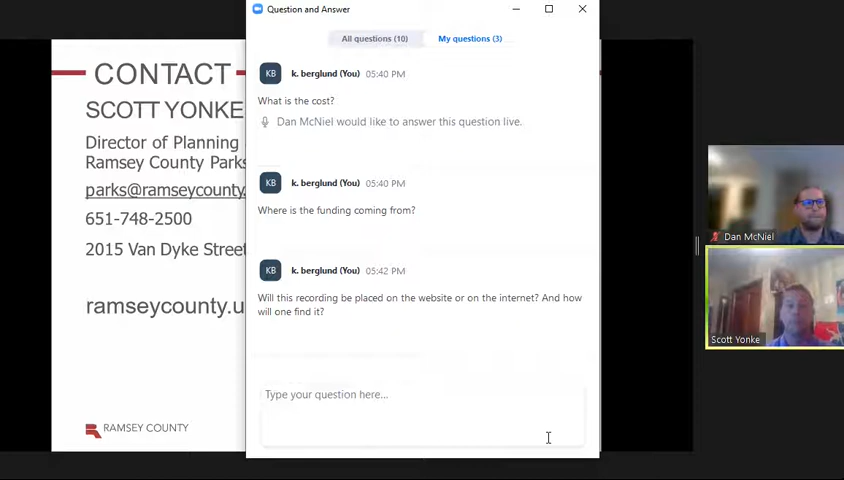 Question and Answer
All questions (10)
My questions (3)
CONTACT
SCOTT YONKE
Director of Planning
Ramsey County Parks
parks@ramseycounty.
651-748-2500
2015 Van Dyke Street
ramseycounty.u
RAMSEY COUNTY
KB k. berglund (You) 05:40 PM
What is the cost?
Dan McNiel would like to answer this question live.
KB k. berglund (You) 05:40 PM
Where is the funding coming from?
KB k. berglund (You) 05:42 PM
Will this recording be placed on the website or on the internet? And how
will one find it?
Type your question here...
Dan McNiel
Scott Yonke